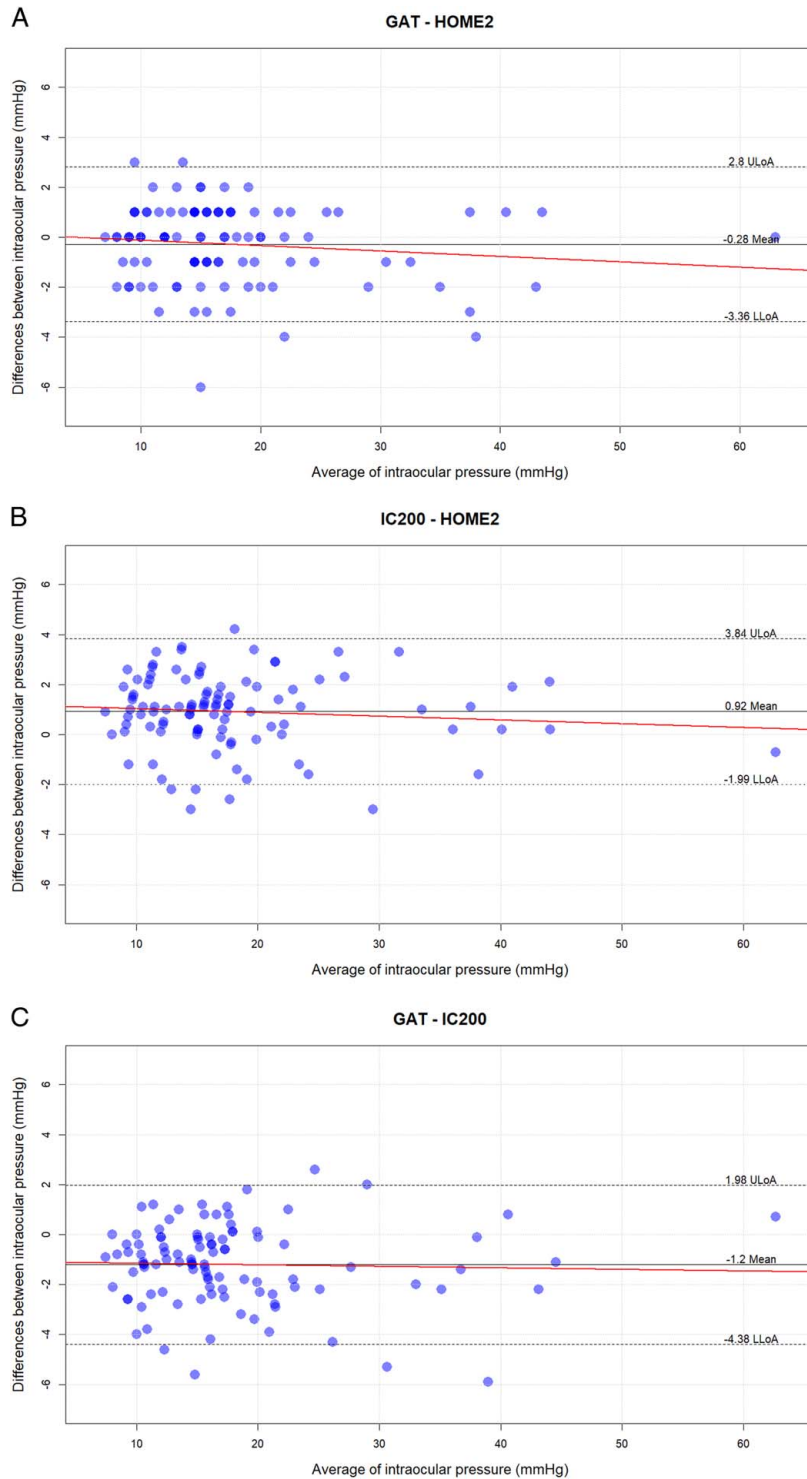 A
GAT - HOME2
Differences between intraocular pressure (mmHg)
6
4
2
0
-2
-4
-6
2.8 ULoA
-0.28 Mean
-3.36 LLoA
10 20 30 40 50 60
Average of intraocular pressure (mmHg)
B
IC200 - HOME2
Differences between intraocular pressure (mmHg)
6
4
2
0
-2
-4
-6
3.84 ULoA
0.92 Mean
-1.99 LLoA
10 20 30 40 50 60
Average of intraocular pressure (mmHg)
C
GAT - IC200
Differences between intraocular pressure (mmHg)
6
4
2
0
-2
-4
-6
1.98 ULoA
-1.2 Mean
-4.38 LLoA
10 20 30 40 50 60
Average of intraocular pressure (mmHg)